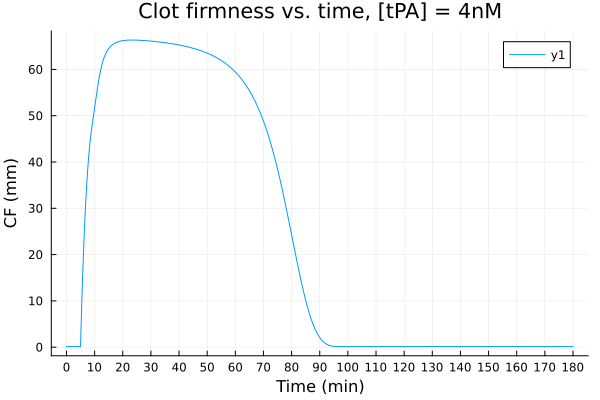 Clot firmness vs. time, [tPA] = 4nM
y1
CF (mm)
60
50
40
30
20
10
0
0 10 20 30 40 50 60 70 80 90 100 110 120 130 140 150 160 170 180
Time (min)